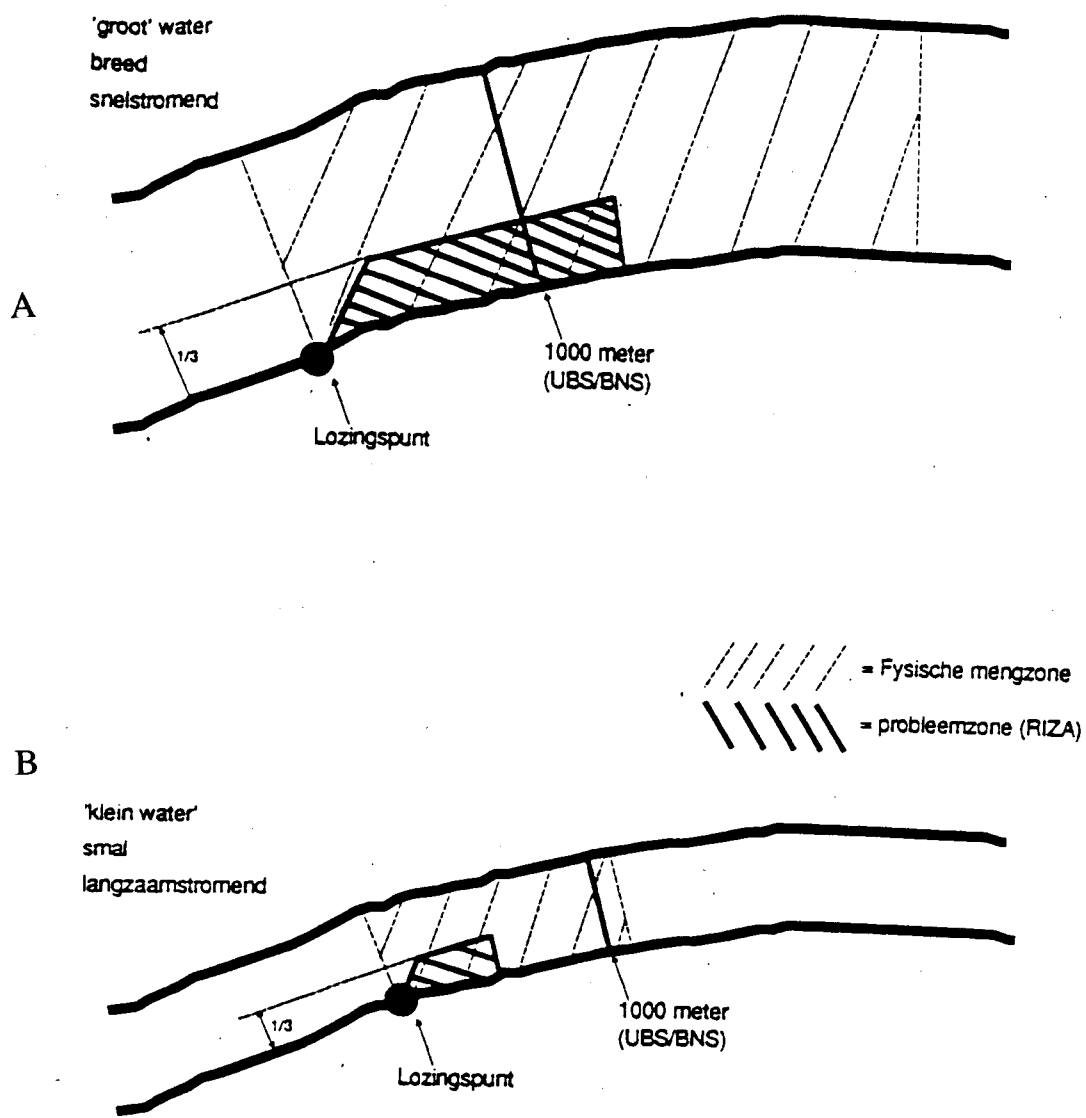 'groot' water
breed
snelstromend
A
1/3
1000 meter
(UBS/BNS)
Lozingspunt
= Fysische mengzone
= probleemzone (RIZA)
B
'klein water'
smal
langzaamstromend
1/3
1000 meter
(UBS/BNS)
Lozingspunt